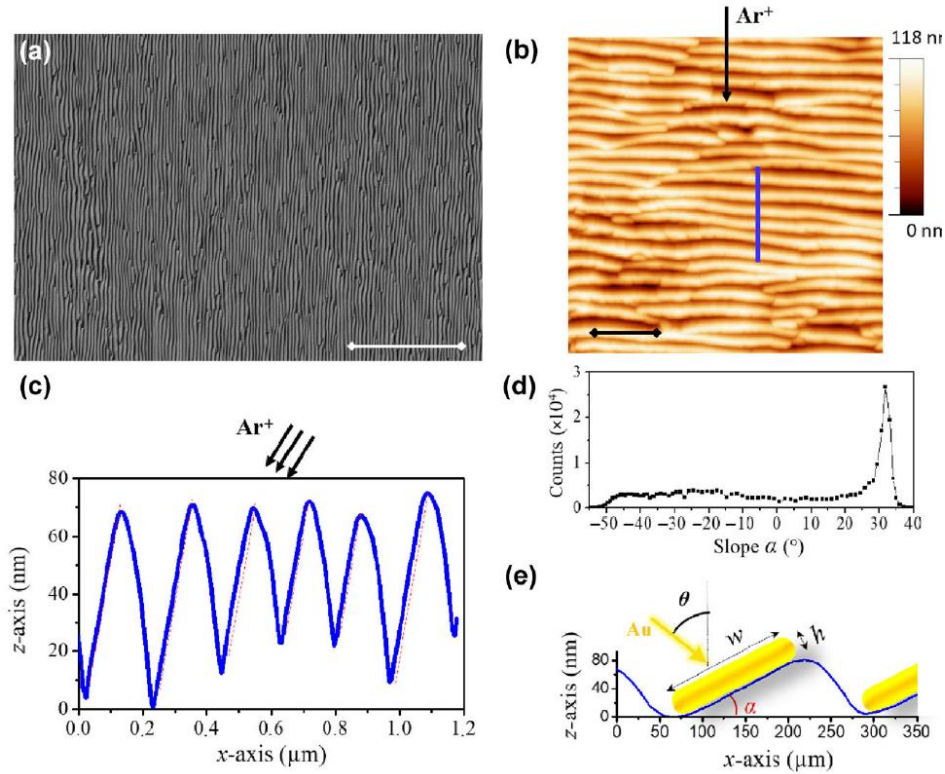 (a)
(b)
Ar+
118 nm
0 nm
(c)
Ar+
80
60
40
20
0
z-axis (nm)
0.0 0.2 0.4 0.6 0.8 1.0 1.2
x-axis (µm)
(d)
3
2
1
0
Counts (×10⁴)
−50 −40 −30 −20 −10 0 10 20 30 40
Slope α (°)
(e)
θ
Au
w
h
α
80
40
0
z-axis (nm)
0 50 100 150 200 250 300 350
x-axis (µm)